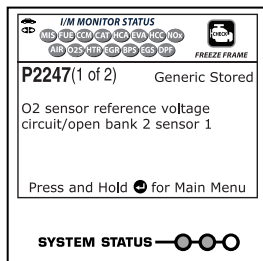 I/M MONITOR STATUS
MIS FUE CCM CAT HCA EVA HCC NOx
CHECK
AIR O2S HTR EGR BPS EGS DPF
FREEZE FRAME
P2247(1 of 2) Generic Stored
O2 sensor reference voltage
circuit/open bank 2 sensor 1
Press and Hold for Main Menu
SYSTEM STATUS